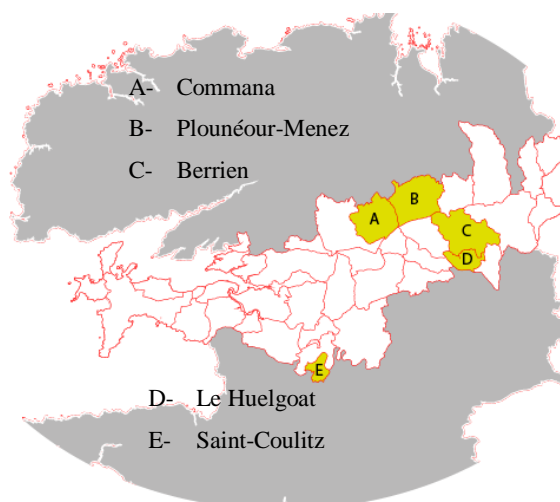 A- Commana
B- Plounéour-Menez
C- Berrien
B
A
C
D
E
D- Le Huelgoat
E- Saint-Coulitz